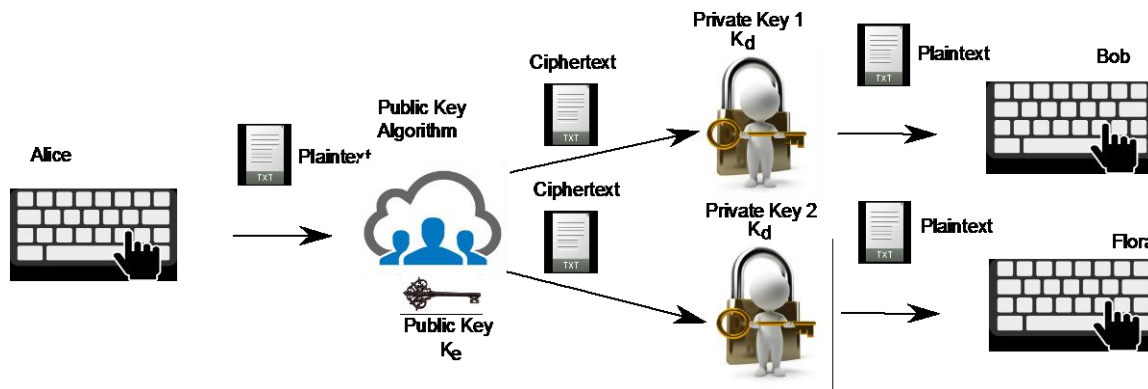 Alice
TXT
Plaintext
Public Key
Algorithm
Public Key
Ke
Ciphertext
TXT
Private Key 1
Kd
TXT
Plaintext
Bob
Ciphertext
TXT
Private Key 2
Kd
TXT
Plaintext
Flora